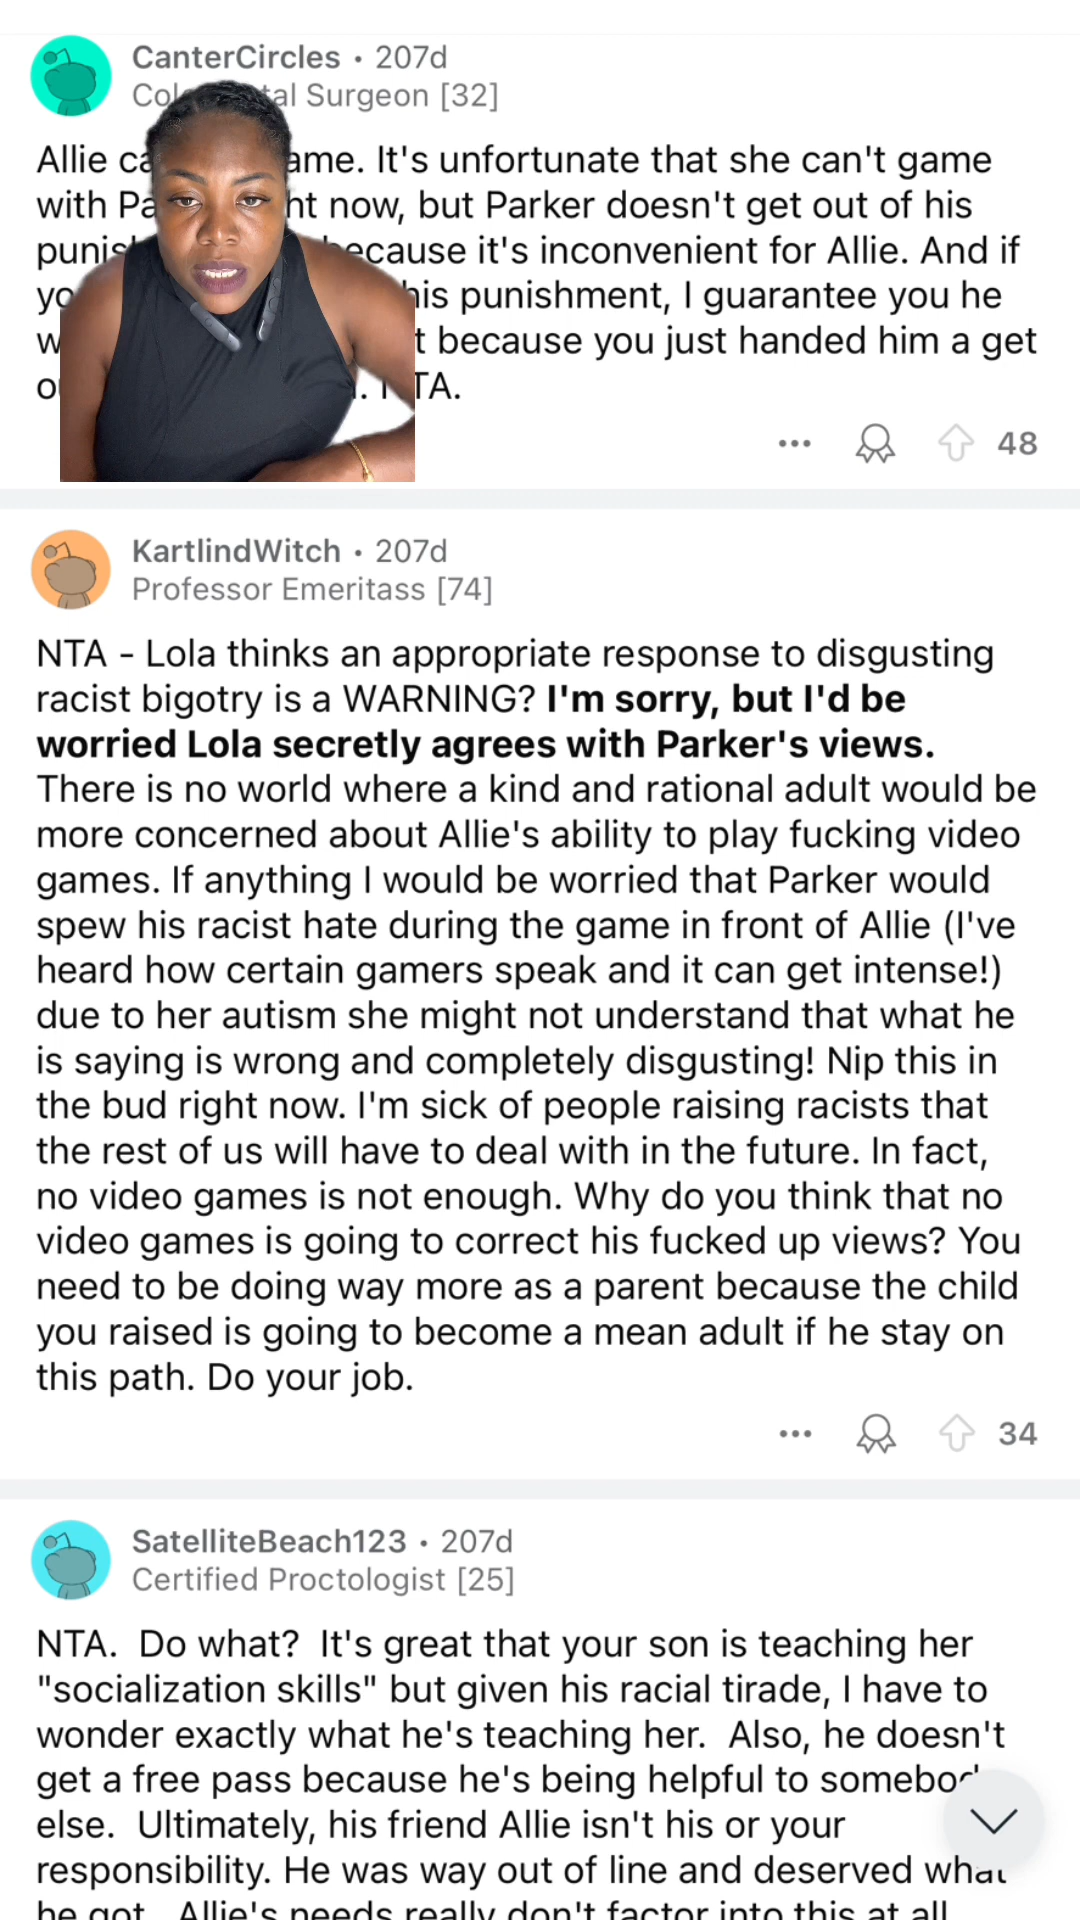 CanterCircles • 207d
Surgeon [32]
Allie ame. It's unfortunate that she can't game
with now, but Parker doesn't get out of his
because it's inconvenient for Allie. And if
his punishment, I guarantee you he
because you just handed him a get
TA.
48
KartlindWitch • 207d
Professor Emeritass [74]
NTA - Lola thinks an appropriate response to disgusting
racist bigotry is a WARNING? I'm sorry, but I'd be
worried Lola secretly agrees with Parker's views.
There is no world where a kind and rational adult would be
more concerned about Allie's ability to play fucking video
games. If anything I would be worried that Parker would
spew his racist hate during the game in front of Allie (I've
heard how certain gamers speak and it can get intense!)
due to her autism she might not understand that what he
is saying is wrong and completely disgusting! Nip this in
the bud right now. I'm sick of people raising racists that
the rest of us will have to deal with in the future. In fact,
no video games is not enough. Why do you think that no
video games is going to correct his fucked up views? You
need to be doing way more as a parent because the child
you raised is going to become a mean adult if he stay on
this path. Do your job.
34
SatelliteBeach123 • 207d
Certified Proctologist [25]
NTA.  Do what?  It's great that your son is teaching her
"socialization skills" but given his racial tirade, I have to
wonder exactly what he's teaching her.  Also, he doesn't
get a free pass because he's being helpful to somebod
else.  Ultimately, his friend Allie isn't his or your
responsibility. He was way out of line and deserved what
he got.  Allie's needs really don't factor into this at all